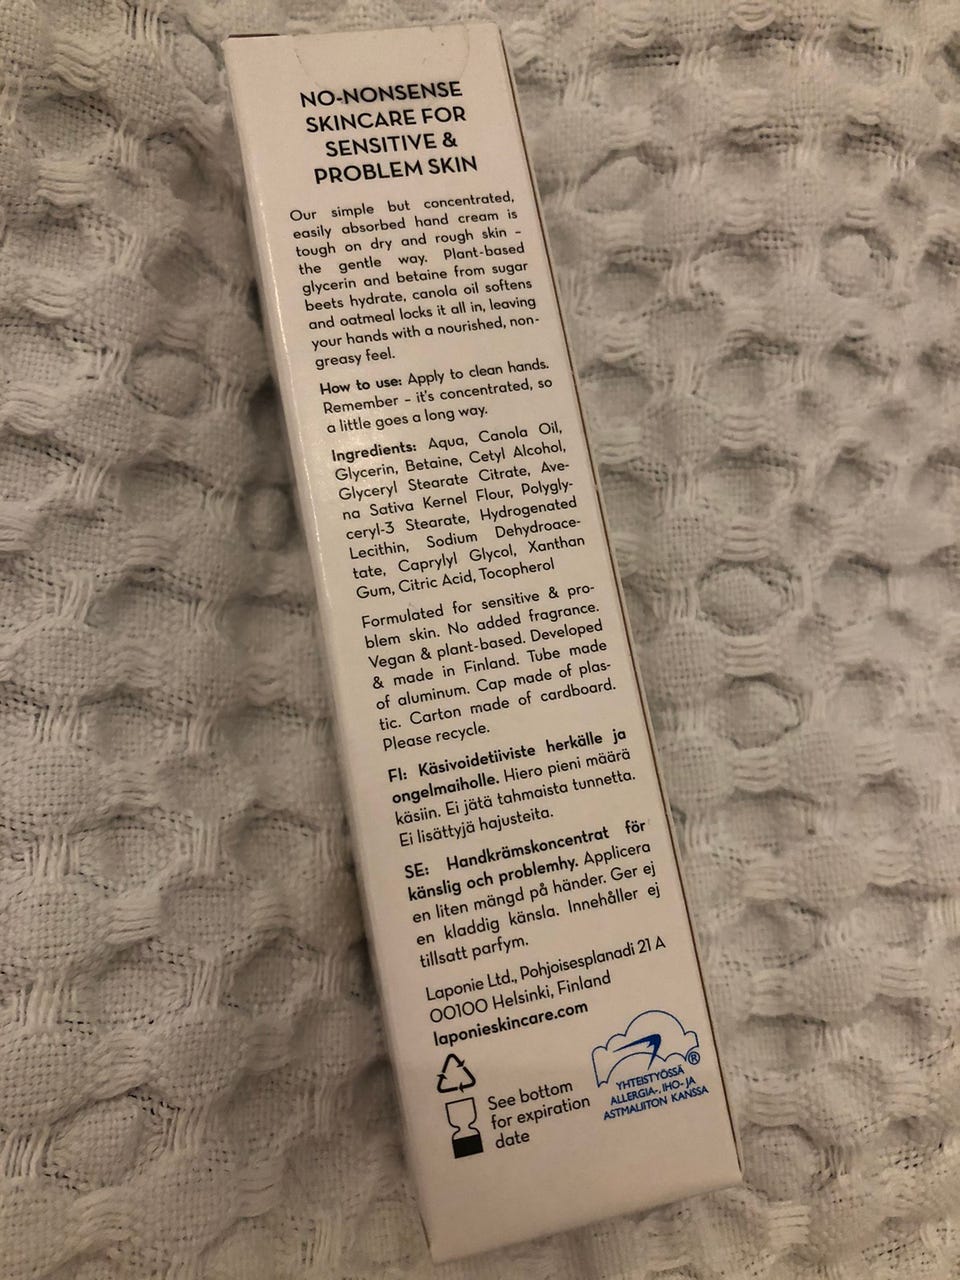 NO-NONSENSE
SKINCARE FOR
SENSITIVE &
PROBLEM SKIN
Our simple but concentrated,
easily absorbed hand cream is
tough on dry and rough skin –
the gentle way. Plant-based
glycerin and betaine from sugar
beets hydrate, canola oil softens
and oatmeal locks it all in, leaving
your hands with a nourished, non-
greasy feel.
How to use: Apply to clean hands.
Remember – it's concentrated, so
a little goes a long way.
Ingredients: Aqua, Canola Oil,
Glycerin, Betaine, Cetyl Alcohol,
Glyceryl Stearate Citrate, Ave-
na Sativa Kernel Flour, Polygly-
ceryl-3 Stearate, Hydrogenated
Lecithin, Sodium Dehydroace-
tate, Caprylyl Glycol, Xanthan
Gum, Citric Acid, Tocopherol
Formulated for sensitive & pro-
blem skin. No added fragrance.
Vegan & plant-based. Developed
& made in Finland. Tube made
of aluminum. Cap made of plas-
tic. Carton made of cardboard.
Please recycle.
FI: Käsivoidetiiviste herkälle ja
ongelmaiholle. Hiero pieni määrä
käsiin. Ei jätä tahmaista tunnetta.
Ei lisättyjä hajusteita.
SE: Handkrämskoncentrat för
känslig och problemhy. Applicera
en liten mängd på händer. Ger ej
en kladdig känsla. Innehåller ej
tillsatt parfym.
Laponie Ltd., Pohjoisesplanadi 21 A
00100 Helsinki, Finland
laponieskincare.com
See bottom
for expiration
date
®
YHTEISTYÖSSÄ
ALLERGIA-, IHO- JA
ASTMALIITON KANSSA